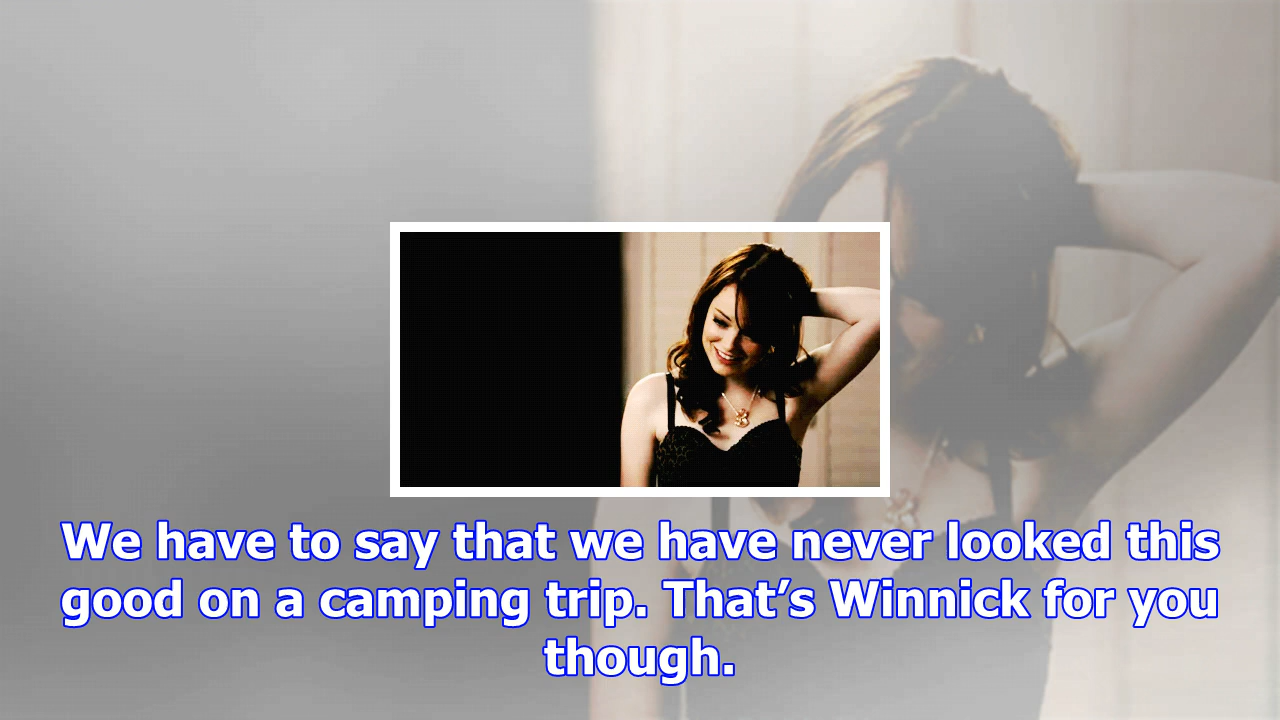 We have to say that we have never looked this
good on a camping trip. That’s Winnick for you
though.